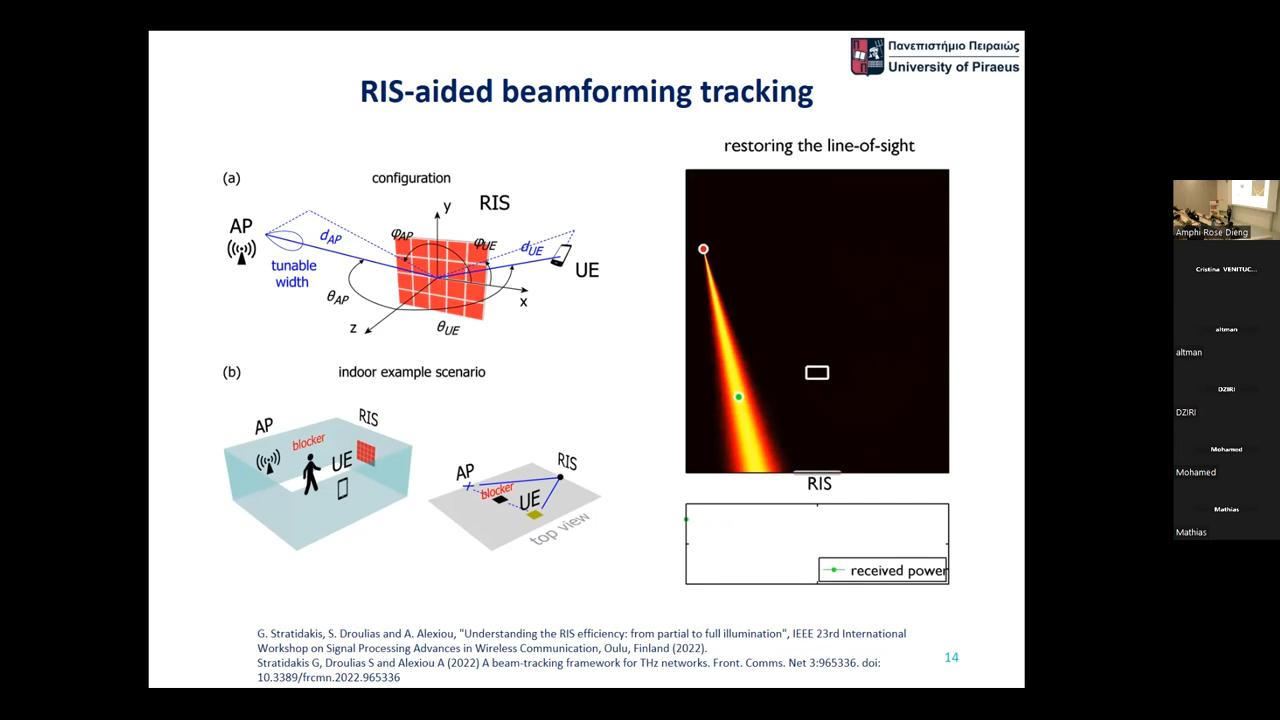 Πανεπιστήμιο Πειραιώς
University of Piraeus
RIS-aided beamforming tracking
restoring the line-of-sight
(a)
configuration
RIS
y
AP
d_AP
φ_AP
φ_UE
d_UE
UE
tunable
width
θ_AP
x
z
θ_UE
(b)
indoor example scenario
AP
blocker
RIS
UE
AP
RIS
blocker
UE
top view
RIS
received power
G. Stratidakis, S. Droulias and A. Alexiou, "Understanding the RIS efficiency: from partial to full illumination", IEEE 23rd International
Workshop on Signal Processing Advances in Wireless Communication, Oulu, Finland (2022).
Stratidakis G, Droulias S and Alexiou A (2022) A beam-tracking framework for THz networks. Front. Comms. Net 3:965336. doi:
10.3389/frcmn.2022.965336
14
Amphi Rose Dieng
Cristina VENITUC...
altman
altman
DZIRI
DZIRI
Mohamed
Mohamed
Mathias
Mathias